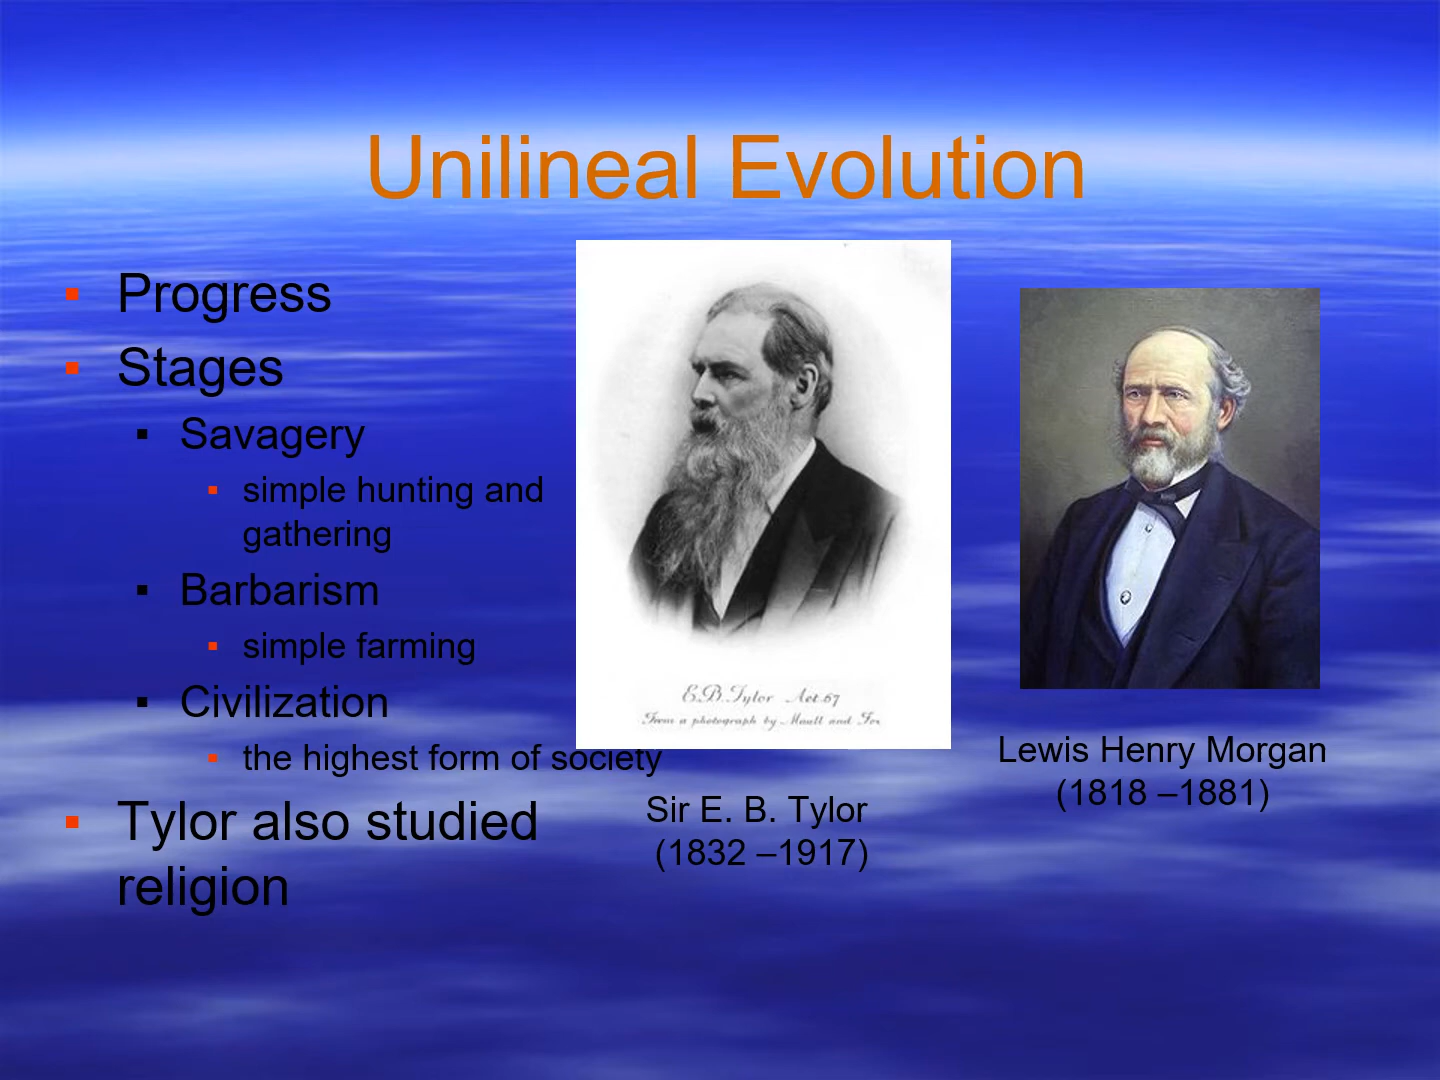 Unilineal Evolution
▪ Progress
▪ Stages
▪ Savagery
▪ simple hunting and
gathering
▪ Barbarism
▪ simple farming
▪ Civilization
▪ the highest form of society
▪ Tylor also studied
religion
E.B. Tylor Aet. 67
From a photograph by Maull and Fox
Sir E. B. Tylor
(1832 –1917)
Lewis Henry Morgan
(1818 –1881)